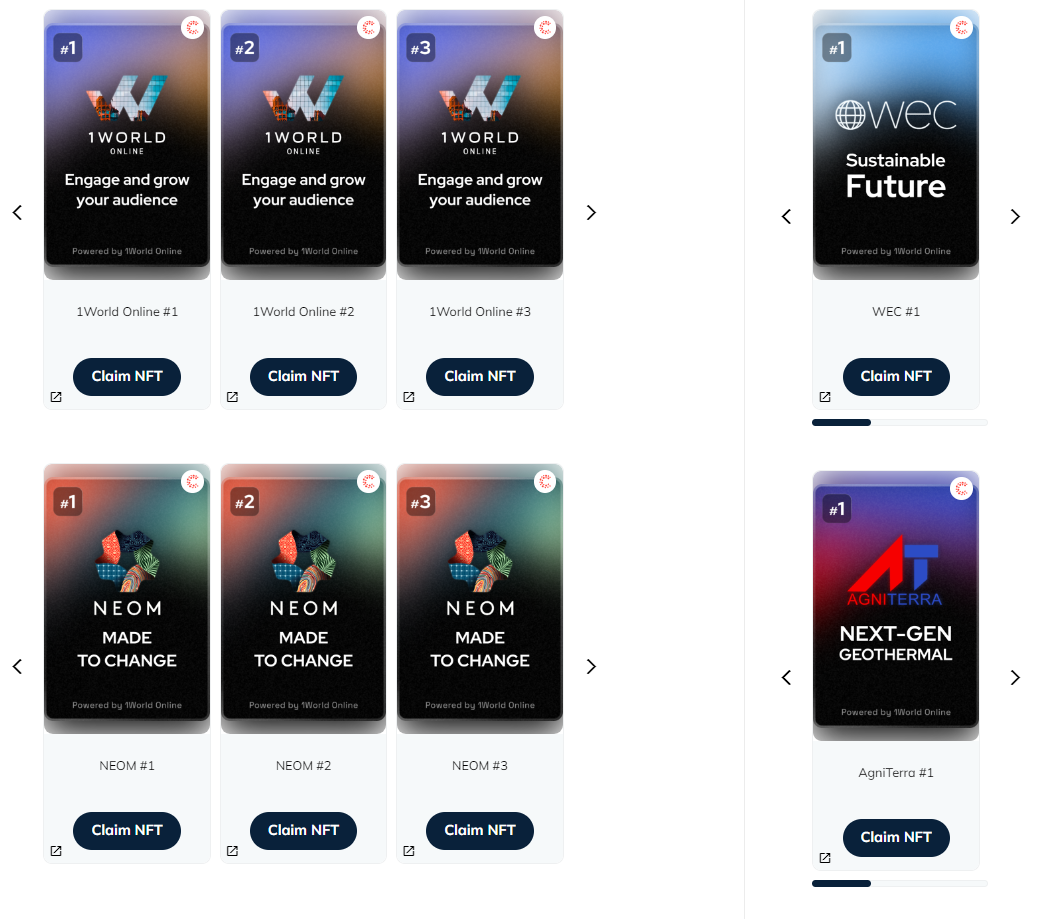 #1
1WORLD
ONLINE
Engage and grow
your audience
Powered by 1World Online
1World Online #1
Claim NFT
#2
1WORLD
ONLINE
Engage and grow
your audience
Powered by 1World Online
1World Online #2
Claim NFT
#3
1WORLD
ONLINE
Engage and grow
your audience
Powered by 1World Online
1World Online #3
Claim NFT
#1
WEC
Sustainable
Future
Powered by 1World Online
WEC #1
Claim NFT
#1
NEOM
MADE
TO CHANGE
Powered by 1World Online
NEOM #1
Claim NFT
#2
NEOM
MADE
TO CHANGE
Powered by 1World Online
NEOM #2
Claim NFT
#3
NEOM
MADE
TO CHANGE
Powered by 1World Online
NEOM #3
Claim NFT
#1
AT
AGNITERRA
NEXT-GEN
GEOTHERMAL
Powered by 1World Online
AgniTerra #1
Claim NFT